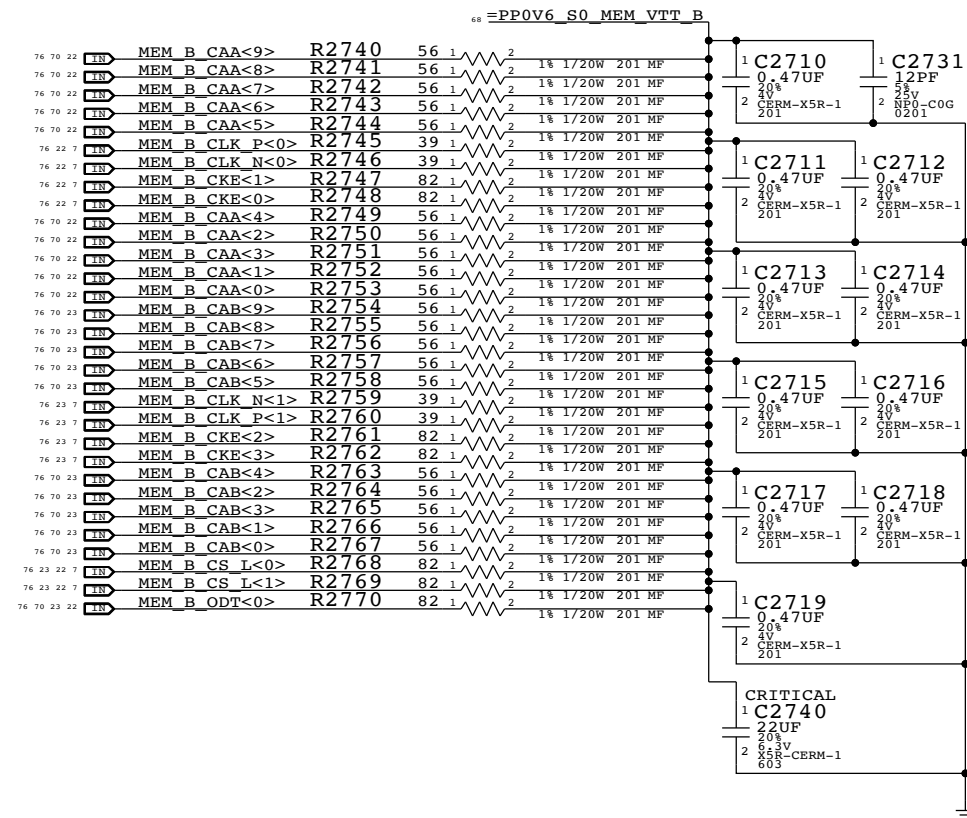 68 =PP0V6_S0_MEM_VTT_B
76 70 22 IN MEM_B_CAA<9> R2740 56 1 2 1% 1/20W 201 MF
76 70 22 IN MEM_B_CAA<8> R2741 56 1 2 1% 1/20W 201 MF
76 70 22 IN MEM_B_CAA<7> R2742 56 1 2 1% 1/20W 201 MF
76 70 22 IN MEM_B_CAA<6> R2743 56 1 2 1% 1/20W 201 MF
76 70 22 IN MEM_B_CAA<5> R2744 56 1 2 1% 1/20W 201 MF
76 22 7 IN MEM_B_CLK_P<0> R2745 39 1 2 1% 1/20W 201 MF
76 22 7 IN MEM_B_CLK_N<0> R2746 39 1 2 1% 1/20W 201 MF
76 22 7 IN MEM_B_CKE<1> R2747 82 1 2 1% 1/20W 201 MF
76 22 7 IN MEM_B_CKE<0> R2748 82 1 2 1% 1/20W 201 MF
76 70 22 IN MEM_B_CAA<4> R2749 56 1 2 1% 1/20W 201 MF
76 70 22 IN MEM_B_CAA<2> R2750 56 1 2 1% 1/20W 201 MF
76 70 22 IN MEM_B_CAA<3> R2751 56 1 2 1% 1/20W 201 MF
76 70 22 IN MEM_B_CAA<1> R2752 56 1 2 1% 1/20W 201 MF
76 70 22 IN MEM_B_CAA<0> R2753 56 1 2 1% 1/20W 201 MF
76 70 23 IN MEM_B_CAB<9> R2754 56 1 2 1% 1/20W 201 MF
76 70 23 IN MEM_B_CAB<8> R2755 56 1 2 1% 1/20W 201 MF
76 70 23 IN MEM_B_CAB<7> R2756 56 1 2 1% 1/20W 201 MF
76 70 23 IN MEM_B_CAB<6> R2757 56 1 2 1% 1/20W 201 MF
76 70 23 IN MEM_B_CAB<5> R2758 56 1 2 1% 1/20W 201 MF
76 23 7 IN MEM_B_CLK_N<1> R2759 39 1 2 1% 1/20W 201 MF
76 23 7 IN MEM_B_CLK_P<1> R2760 39 1 2 1% 1/20W 201 MF
76 23 7 IN MEM_B_CKE<2> R2761 82 1 2 1% 1/20W 201 MF
76 23 7 IN MEM_B_CKE<3> R2762 82 1 2 1% 1/20W 201 MF
76 70 23 IN MEM_B_CAB<4> R2763 56 1 2 1% 1/20W 201 MF
76 70 23 IN MEM_B_CAB<2> R2764 56 1 2 1% 1/20W 201 MF
76 70 23 IN MEM_B_CAB<3> R2765 56 1 2 1% 1/20W 201 MF
76 70 23 IN MEM_B_CAB<1> R2766 56 1 2 1% 1/20W 201 MF
76 70 23 IN MEM_B_CAB<0> R2767 56 1 2 1% 1/20W 201 MF
76 23 22 7 IN MEM_B_CS_L<0> R2768 82 1 2 1% 1/20W 201 MF
76 23 22 7 IN MEM_B_CS_L<1> R2769 82 1 2 1% 1/20W 201 MF
76 70 23 22 IN MEM_B_ODT<0> R2770 82 1 2 1% 1/20W 201 MF
1 C2710
0.47UF
20%
4V
2 CERM-X5R-1
201
1 C2731
12PF
5%
25V
2 NP0-C0G
0201
1 C2711
0.47UF
20%
4V
2 CERM-X5R-1
201
1 C2712
0.47UF
20%
4V
2 CERM-X5R-1
201
1 C2713
0.47UF
20%
4V
2 CERM-X5R-1
201
1 C2714
0.47UF
20%
4V
2 CERM-X5R-1
201
1 C2715
0.47UF
20%
4V
2 CERM-X5R-1
201
1 C2716
0.47UF
20%
4V
2 CERM-X5R-1
201
1 C2717
0.47UF
20%
4V
2 CERM-X5R-1
201
1 C2718
0.47UF
20%
4V
2 CERM-X5R-1
201
1 C2719
0.47UF
20%
4V
2 CERM-X5R-1
201
CRITICAL
1 C2740
22UF
20%
6.3V
2 X5R-CERM-1
603